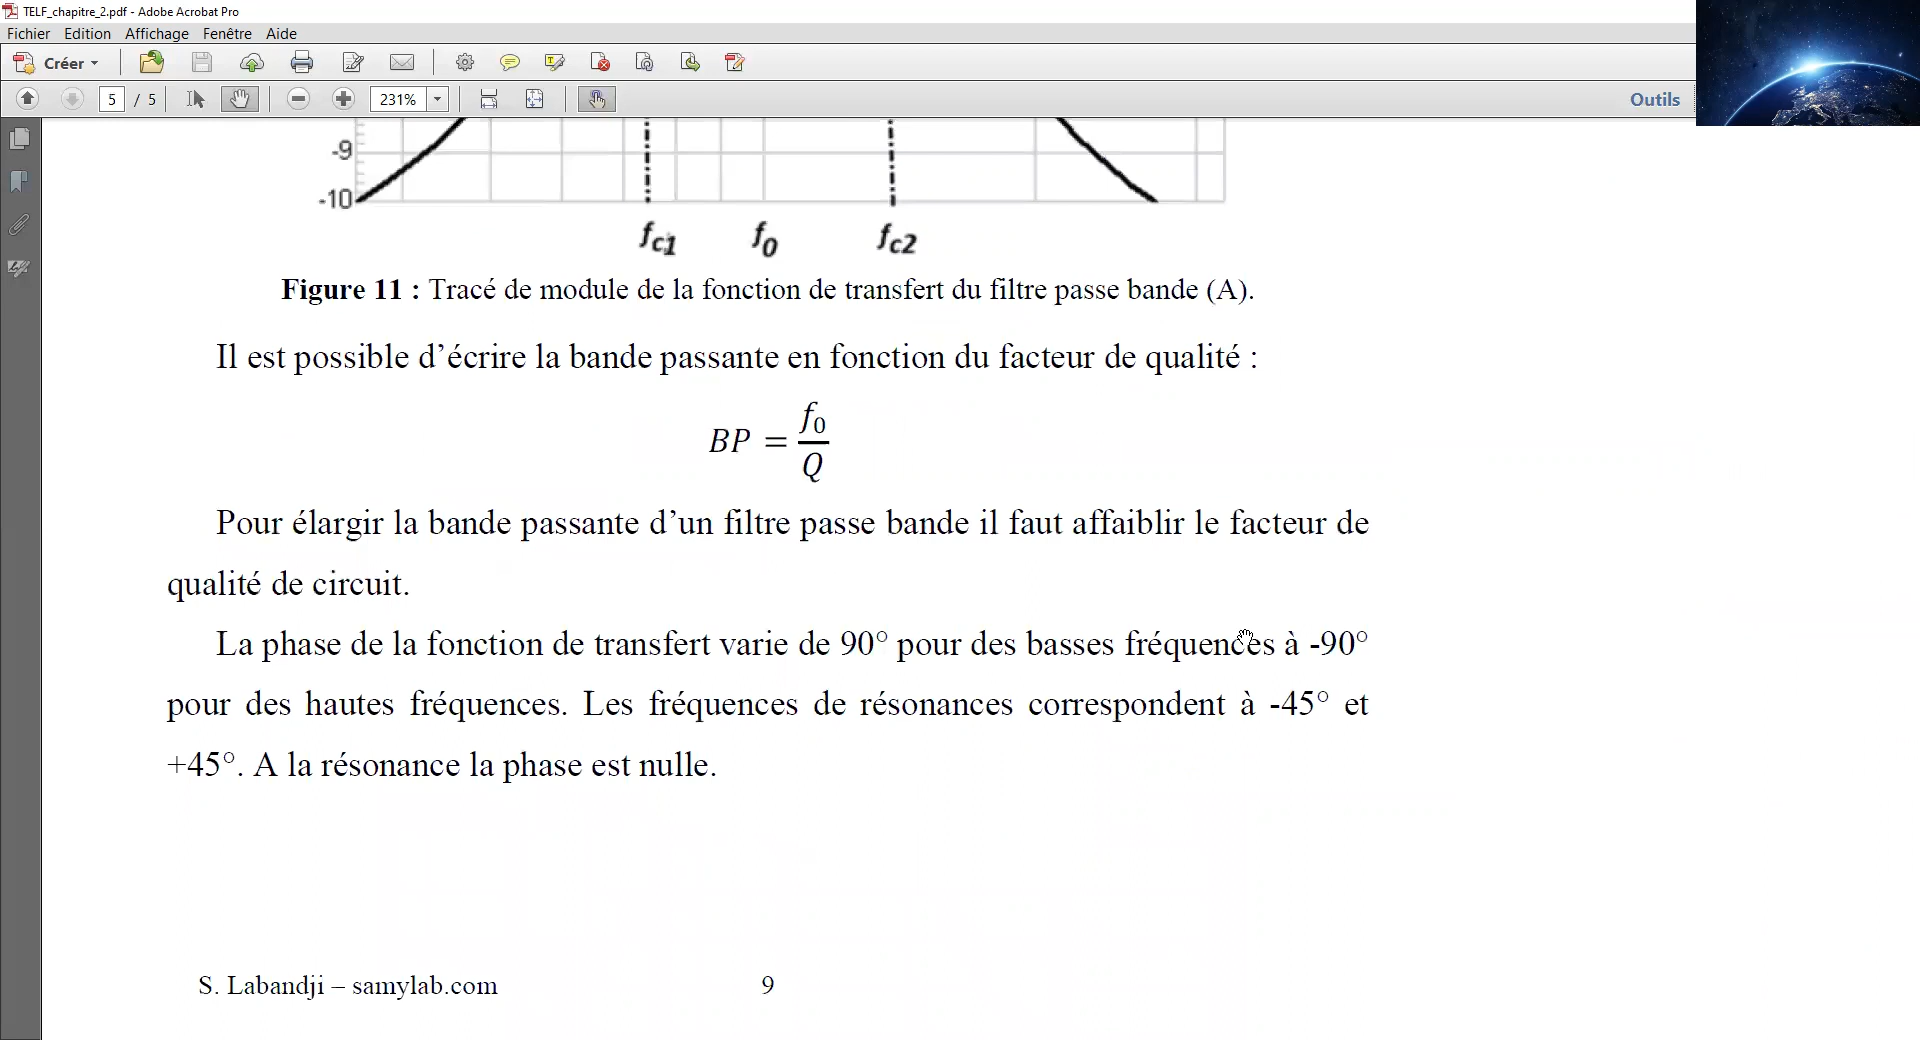 TELF_chapitre_2.pdf - Adobe Acrobat Pro
Fichier Edition Affichage Fenêtre Aide
Créer
5 / 5 231% Outils
-9
-10
fc1 f0 fc2
Figure 11 : Tracé de module de la fonction de transfert du filtre passe bande (A).
Il est possible d’écrire la bande passante en fonction du facteur de qualité :
BP = f0/Q
Pour élargir la bande passante d’un filtre passe bande il faut affaiblir le facteur de
qualité de circuit.
La phase de la fonction de transfert varie de 90° pour des basses fréquences à -90°
pour des hautes fréquences. Les fréquences de résonances correspondent à -45° et
+45°. A la résonance la phase est nulle.
S. Labandji – samylab.com 9